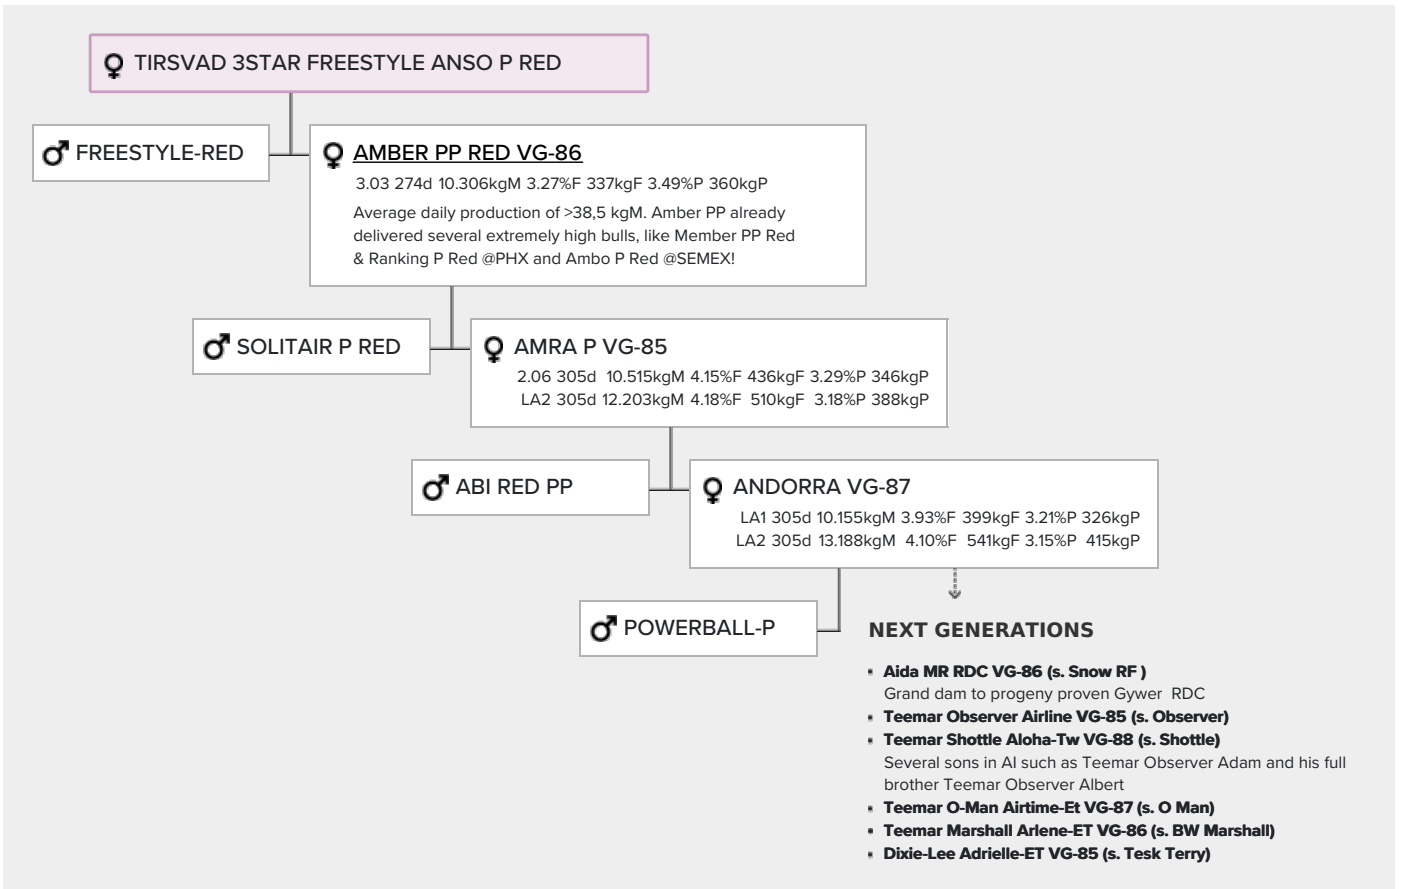 TIRSVAD 3STAR FREESTYLE ANSO P RED
FREESTYLE-RED
AMBER PP RED VG-86
3.03 274d 10.306kgM 3.27%F 337kgF 3.49%P 360kgP
Average daily production of >38,5 kgM. Amber PP already
delivered several extremely high bulls, like Member PP Red
& Ranking P Red @PHX and Ambo P Red @SEMEX!
SOLITAIR P RED
AMRA P VG-85
2.06 305d 10.515kgM 4.15%F 436kgF 3.29%P 346kgP
LA2 305d 12.203kgM 4.18%F 510kgF 3.18%P 388kgP
ABI RED PP
ANDORRA VG-87
LA1 305d 10.155kgM 3.93%F 399kgF 3.21%P 326kgP
LA2 305d 13.188kgM 4.10%F 541kgF 3.15%P 415kgP
POWERBALL-P
NEXT GENERATIONS
Aida MR RDC VG-86 (s. Snow RF )
Grand dam to progeny proven Gywer RDC
Teemar Observer Airline VG-85 (s. Observer)
Teemar Shottle Aloha-Tw VG-88 (s. Shottle)
Several sons in AI such as Teemar Observer Adam and his full
brother Teemar Observer Albert
Teemar O-Man Airtime-Et VG-87 (s. O Man)
Teemar Marshall Arlene-ET VG-86 (s. BW Marshall)
Dixie-Lee Adrielle-ET VG-85 (s. Tesk Terry)